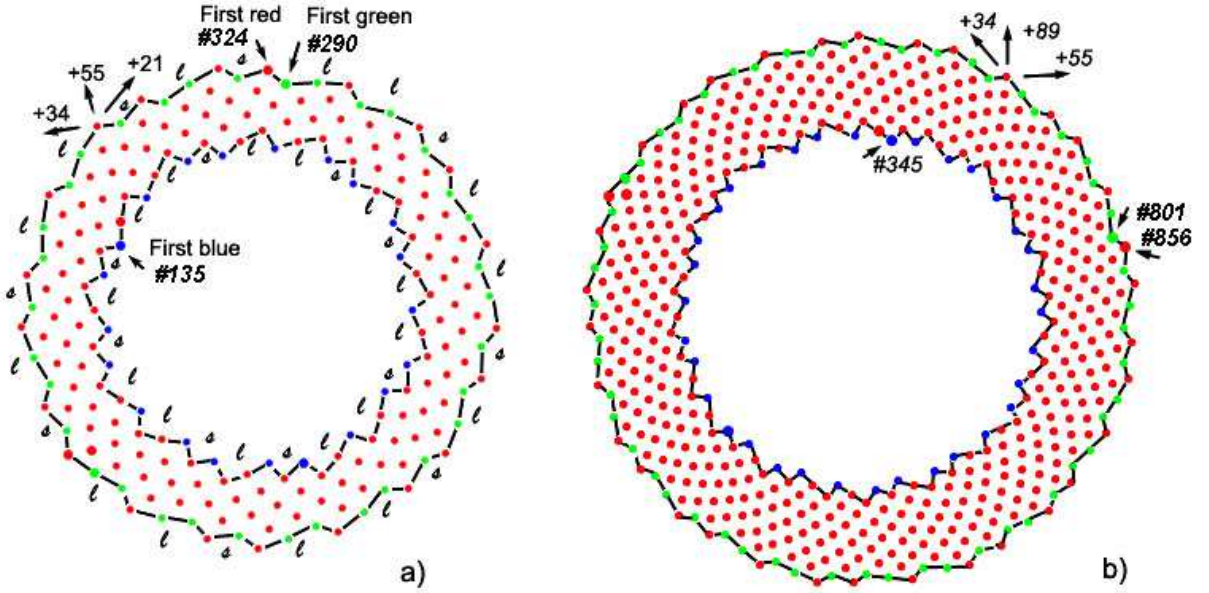 First red First green
#324 #290
+34 +89
+55
+55 +21
+34
l s l
l s l
s
l s l l s
l l
l l
#345
First blue
#135
#801
#856
s
l
l
s
l
s
l
s
l
s
l
s
l
l
s
l
s
l
s
l
l
s
l
s
l
l
s
l
a)
b)